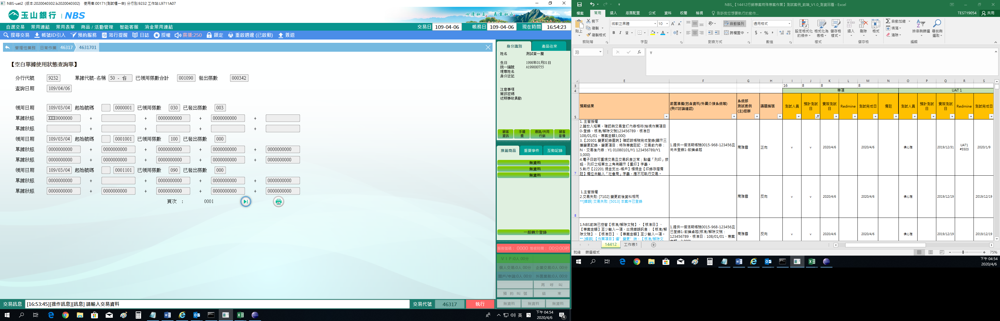 NBS-uat2 (版本:2020040302.b2020040302) 使用者:00171(測試櫃一幸) 分行別:9232 工作站:L9711A07
玉山銀行 | NBS
心清如玉。義重如山。
自選交易 常用連結 常用表單 商品 / 活動管理 智能客服 消金常用連結
交易日 109-04-06 帳務日 109-04-06 現在時間 16:54:23
搜尋交易 帳號ID引入 預約服務 蒞行提醒 日誌 授權 廣播:250 鎖定 重啟週邊 (已啟動) 簽退
管理性業務 日常作業 46317 4631701
【空白單據使用狀態查詢單】
分行代號 9232 單據代號-名稱 50 - 台 已領用張數合計 001090 發出張數 000342
查詢日期 109/04/06
領用日期 109/03/04 起始號碼 0000001 已領用張數 030 已發出張數 003
單據狀態 XXX0000000 + + 0000000000 + 0000000000 +
單據狀態 + + + +
領用日期 109/03/04 起始號碼 0001001 已領用張數 100 已發出張數 000
單據狀態 0000000000 + 0000000000 + 0000000000 + 0000000000 + 0000000000
單據狀態 0000000000 + 0000000000 + 0000000000 + 0000000000 + 0000000000
領用日期 109/03/04 起始號碼 0001101 已領用張數 090 已發出張數 000
單據狀態 0000000000 + + 0000000000 + 0000000000 + 0000000000
單據狀態 0000000000 + 0000000000 + 0000000000 + 0000000000 + 0000000000
頁次 : 0001
身分識別 產品往來
姓名 測試黃一騰
生日 1998年01月01日
統一編號 A199000755
理專姓名
身分註記
注意事項
簡訊密碼
近期事故異動
顧客資訊 手續費 通路/共同行銷 顧客影像
推薦商品 重要事件 互動記錄
無資料
無資料
無資料
一般轉介登錄
服務號碼： 0000 等候時間： 00分00秒
ＶＩＰ:0人 00分
個人交易:0人 00分 企業交易:0人 00分
開戶/申請:0人 00分 外匯業務:0人 00分
再 呼 叫
預 約 叫 號 結 束
無資料 無資料 無資料
交易訊息 [16:53:45][操作訊息][訊息] 請輸入交易資料
交易代號 46317 執行
英
下午 04:54
2020/4/6
4
NBS_【14412行銷專案特殊專案作業】測試案例_前端_V1.0_測資回覆 - Excel
檔案 常用 插入 版面配置 公式 資料 校閱 檢視 告訴我您想要執行的動作... TEST19054 共用
貼上 剪下 複製 複製格式 剪貼簿
微軟正黑體 10 B I U 字型
自動換列 跨欄置中 對齊方式
通用格式 $ % 數值
設定格式化的條件 格式化為表格 儲存格樣式 樣式
插入 刪除 格式 儲存格
自動加總 填滿 清除 排序與篩選 尋找與選取 編輯
J8 fx v
E F G H I J K L M N O P Q R S
3 16 8 8 8
4 專項 UAT 1
5 預期結果 前置準備(包含資料/外圍介接系統等)(與IT討論確認) 系統部測試案例(主)經辦 議題編號 測試人員 預計測試日 實際測試日 Redmine 測試完成日 備註 測試人員 預計測試日 實際測試日 Redmine 測試完成日
1. 主管授權
2.請放入短單，確認與交易登打內容相符(檢視作業項目
0-登錄、核准/解除文號123456789、核准日
108/01/01、專案金額3,000)
3.【20301 變更記錄查詢】確認該帳號完成登錄(顯示三
筆變更記錄，變更項目：特殊專案註記、交易前內容：
N、交易後內容：Y1 01080101/Y1 123456789/Y1
3,000)
4.電子日誌可重現交易且交易訊息正常；點選「列印」按
鈕，列印之短單左上角有顯示【重印】字義。
5.執行【22201 現金支出-帳戶】領現金【印錄存摺備
註】欄位未輸入「社會局」字義，應不可執行交易。
7
1.提供一個活期帳號0015-968-123456且
尚未登錄1-啟鑰卓越
周雅雲 正向 v v 2020/4/6 2020/4/6 侯心雅 2019/12/31 UAT1 #5503 2020/1/9
1.主管授權
2.交易失敗: [7102] 變更前後資料相同
**[錯誤] 交易失敗: [5013] 本案件已登錄
8
周雅雲 反向 v v 2020/4/6 2020/4/6 侯心雅 2019/12/19 2019/12/19
1.NBS前端已控管【核准/解除文號】、【核准日】、
【專案金額】至少輸入一項，出現錯誤訊息：【核准/解
除文號】、【核准日】、【專案金額】至少輸入一項。
**[錯誤] 【作業項目】選" 變更" 時，【核准/解除文
1.提供一個活期帳號0015-968-123456且
已登錄1-啟鑰卓越(核准/解除文號：
123456789、核准日：108/01/01、專案
周雅雲 反向 v v 2020/4/6 2020/4/6 侯心雅 2019/12/19 2019/12/19
14412 工作表1
就緒 篩選模式 75%
下午 04:54
2020/4/6